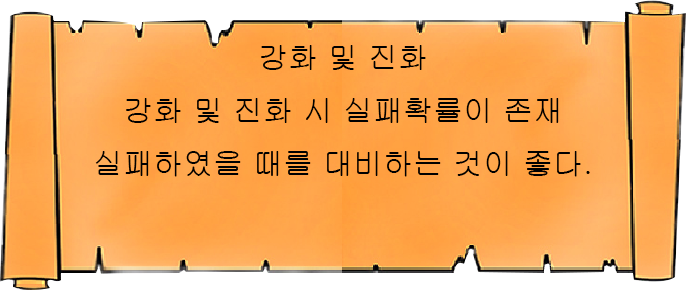 강화 및 진화
강화 및 진화 시 실패확률이 존재
실패하였을 때를 대비하는 것이 좋다.